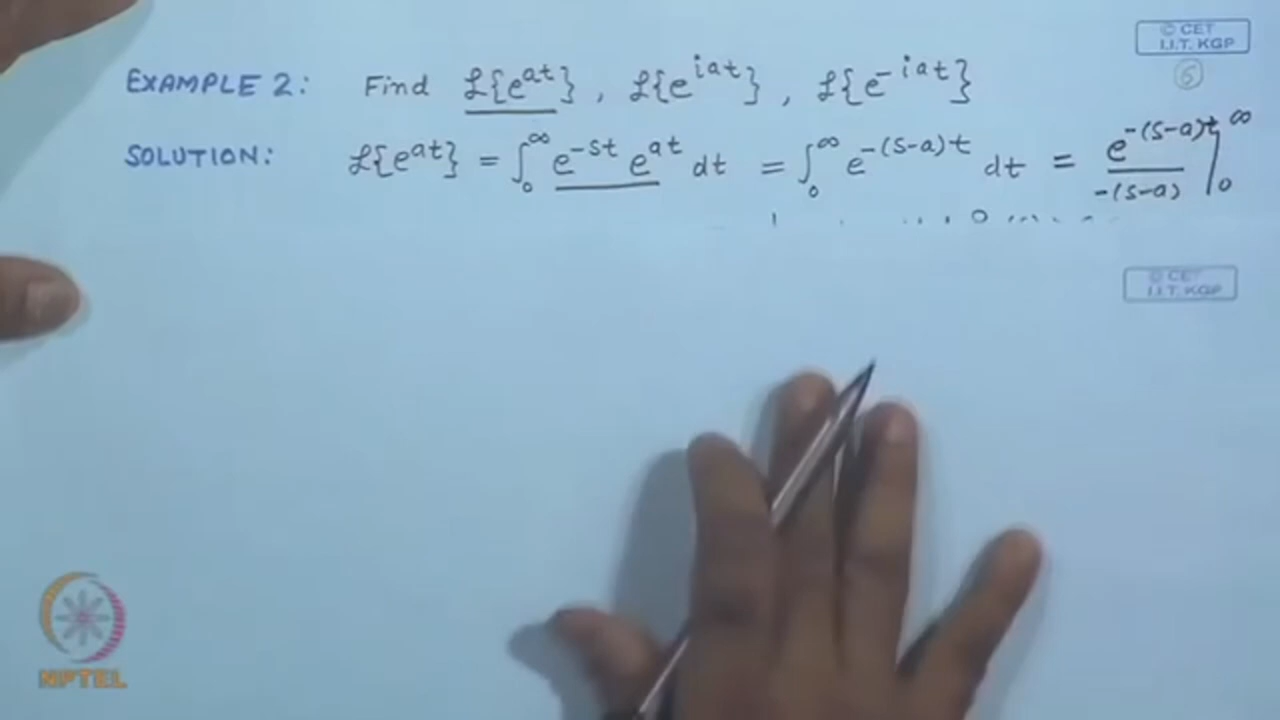 © CET
I.I.T. KGP
6
EXAMPLE 2: Find ℒ{e^{at}}, ℒ{e^{iat}}, ℒ{e^{-iat}}
SOLUTION: ℒ{e^{at}} = ∫_0^∞ e^{-st} e^{at} dt = ∫_0^∞ e^{-(s-a)t} dt = e^{-(s-a)t}/-(s-a) |_0^∞
© CET
I.I.T. KGP
NPTEL